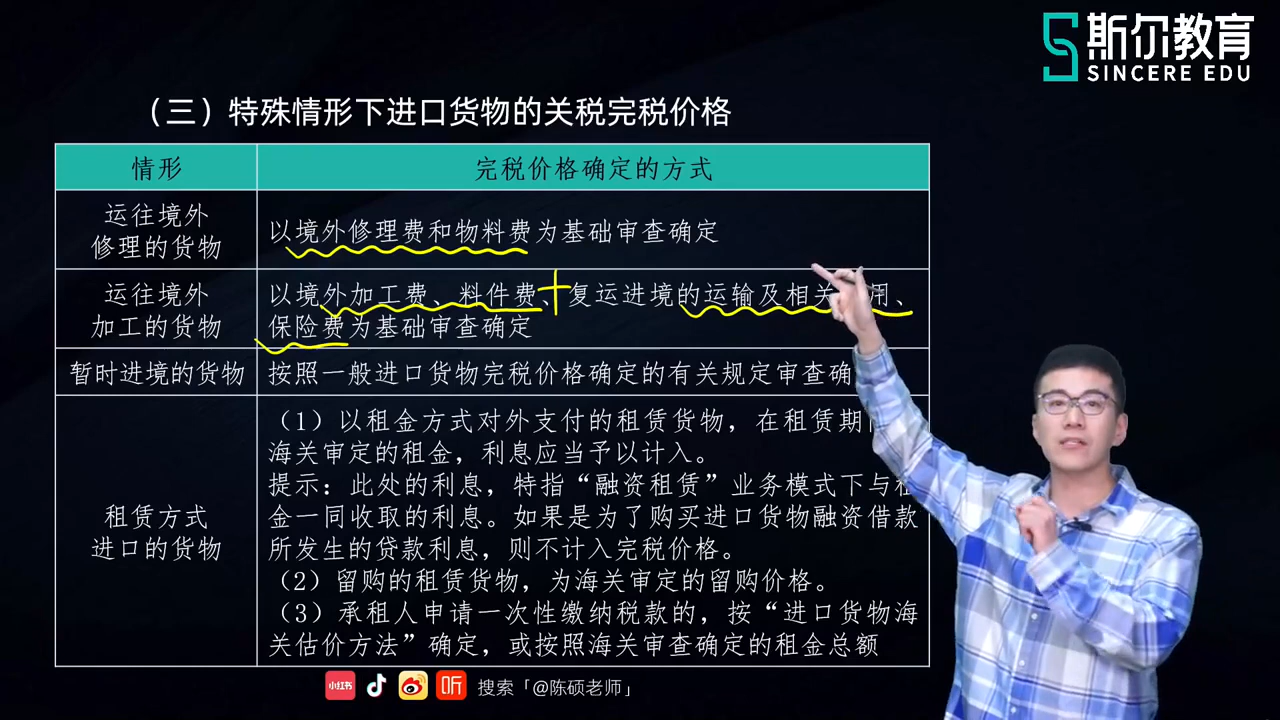 斯尔教育
SINCERE EDU
（三）特殊情形下进口货物的关税完税价格
情形
完税价格确定的方式
运往境外
修理的货物
以境外修理费和物料费为基础审查确定
运往境外
加工的货物
以境外加工费、料件费、复运进境的运输及相关 用、
保险费为基础审查确定
暂时进境的货物
按照一般进口货物完税价格确定的有关规定审查确
租赁方式
进口的货物
（1）以租金方式对外支付的租赁货物，在租赁期
海关审定的租金，利息应当予以计入。
提示：此处的利息，特指“融资租赁”业务模式下与租
金一同收取的利息。如果是为了购买进口货物融资借款
所发生的贷款利息，则不计入完税价格。
（2）留购的租赁货物，为海关审定的留购价格。
（3）承租人申请一次性缴纳税款的，按“进口货物海
关估价方法”确定，或按照海关审查确定的租金总额
小红书
听
搜索「@陈硕老师」